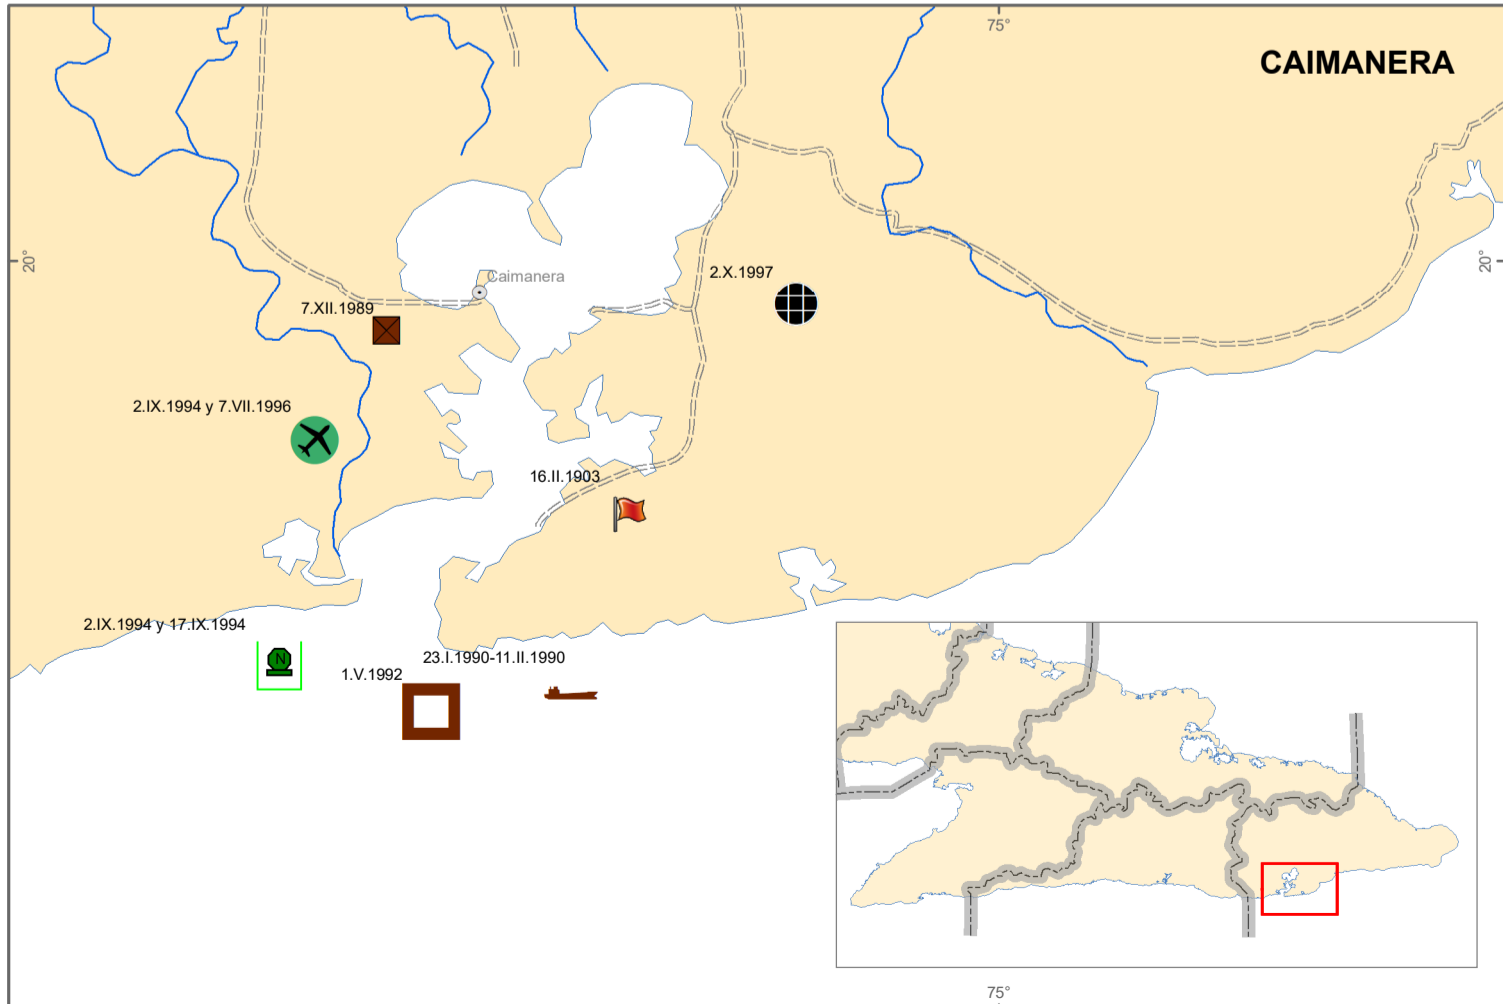 75°
CAIMANERA
20°
20°
Caimanera
2.X.1997
7.XII.1989
2.IX.1994 y 7.VII.1996
16.II.1903
2.IX.1994 y 17.IX.1994
N
23.I.1990-11.II.1990
1.V.1992
75°